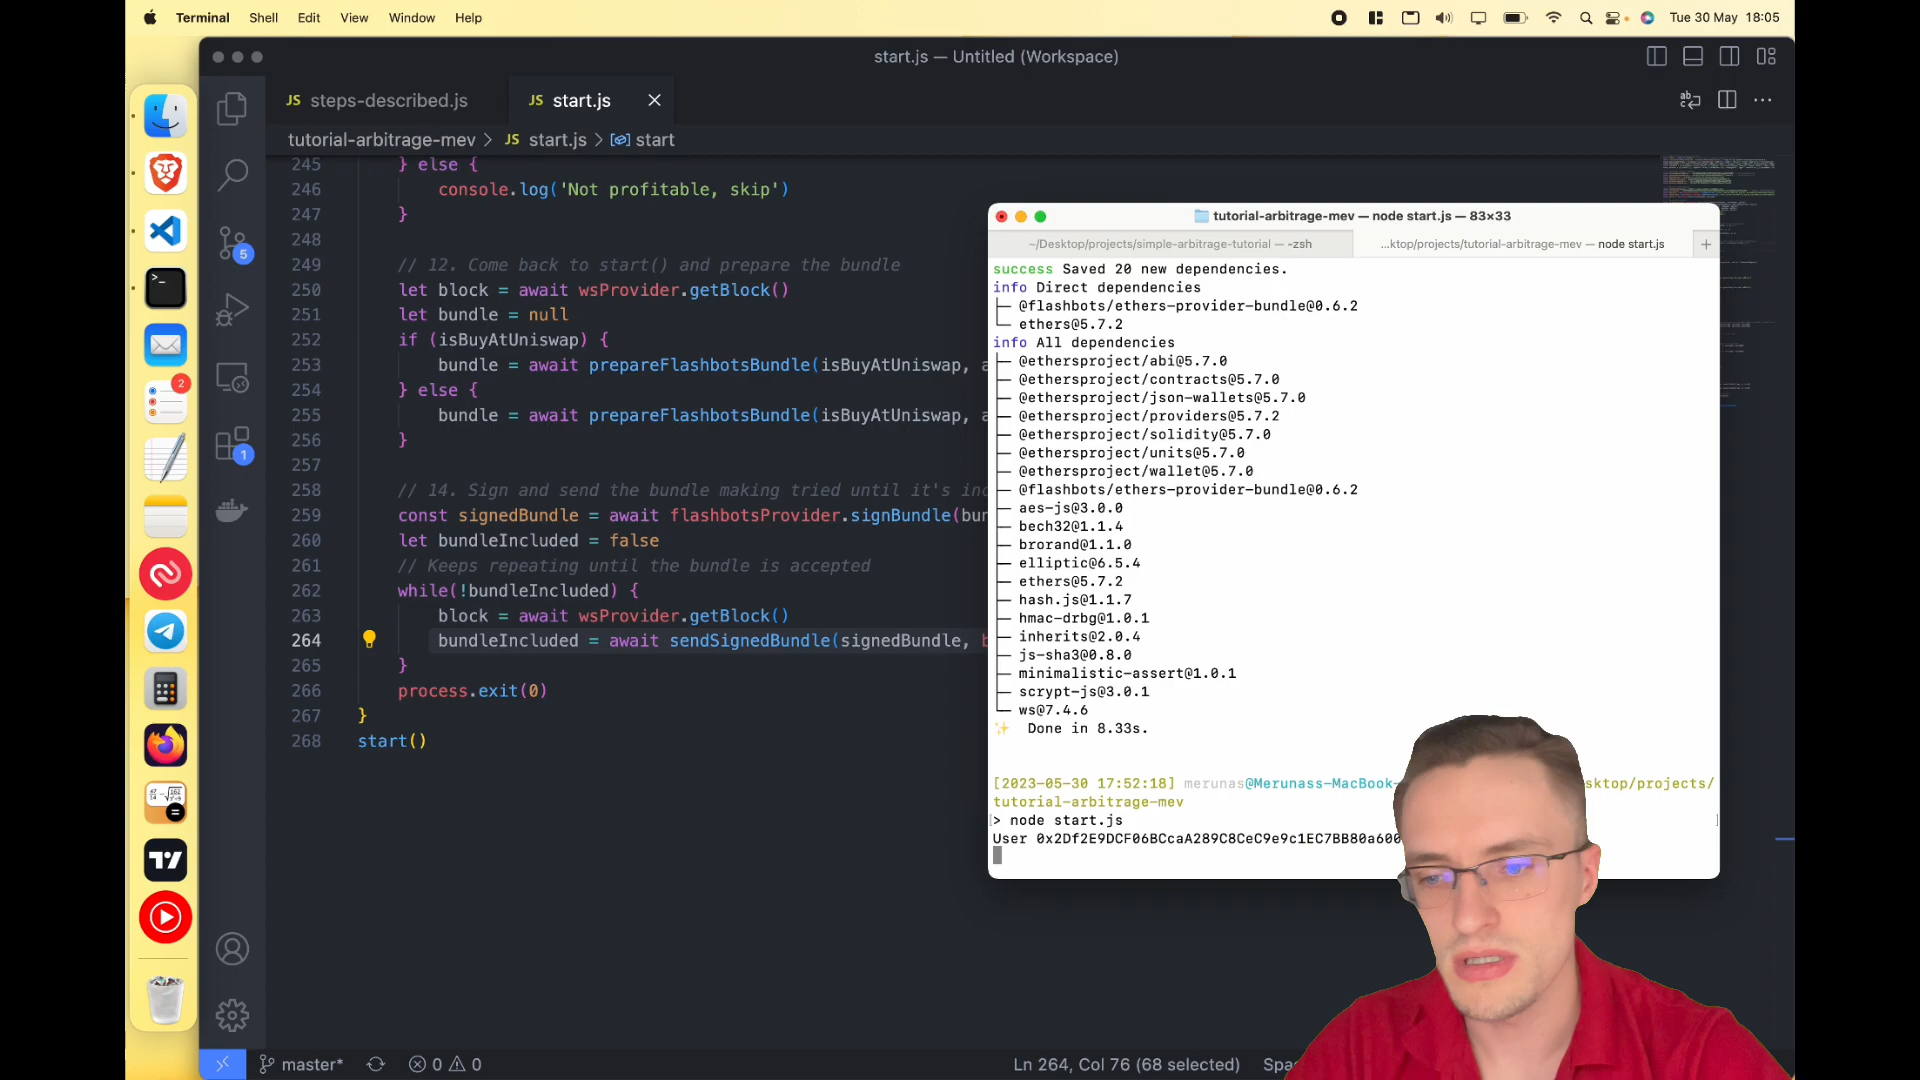 Terminal Shell Edit View Window Help
Tue 30 May 18:05
start.js — Untitled (Workspace)
JS steps-described.js
JS start.js
tutorial-arbitrage-mev > JS start.js > start
245 } else {
246 console.log('Not profitable, skip')
247 }
248
249 // 12. Come back to start() and prepare the bundle
250 let block = await wsProvider.getBlock()
251 let bundle = null
252 if (isBuyAtUniswap) {
253 bundle = await prepareFlashbotsBundle(isBuyAtUniswap,
254 } else {
255 bundle = await prepareFlashbotsBundle(isBuyAtUniswap,
256 }
257
258 // 14. Sign and send the bundle making tried until it's
259 const signedBundle = await flashbotsProvider.signBundle(
260 let bundleIncluded = false
261 // Keeps repeating until the bundle is accepted
262 while(!bundleIncluded) {
263 block = await wsProvider.getBlock()
264 bundleIncluded = await sendSignedBundle(signedBundle,
265 }
266 process.exit(0)
267 }
268 start()
tutorial-arbitrage-mev — node start.js — 83×33
~/Desktop/projects/simple-arbitrage-tutorial — -zsh
...ktop/projects/tutorial-arbitrage-mev — node start.js
+
success Saved 20 new dependencies.
info Direct dependencies
├─ @flashbots/ethers-provider-bundle@0.6.2
└─ ethers@5.7.2
info All dependencies
├─ @ethersproject/abi@5.7.0
├─ @ethersproject/contracts@5.7.0
├─ @ethersproject/json-wallets@5.7.0
├─ @ethersproject/providers@5.7.2
├─ @ethersproject/solidity@5.7.0
├─ @ethersproject/units@5.7.0
├─ @ethersproject/wallet@5.7.0
├─ @flashbots/ethers-provider-bundle@0.6.2
├─ aes-js@3.0.0
├─ bech32@1.1.4
├─ brorand@1.1.0
├─ elliptic@6.5.4
├─ ethers@5.7.2
├─ hash.js@1.1.7
├─ hmac-drbg@1.0.1
├─ inherits@2.0.4
├─ js-sha3@0.8.0
├─ minimalistic-assert@1.0.1
├─ scrypt-js@3.0.1
└─ ws@7.4.6
✨ Done in 8.33s.
[2023-05-30 17:52:18] merunas@Merunass-MacBook- sktop/projects/
tutorial-arbitrage-mev
> node start.js
User 0x2Df2E9DCF06BCcaA289C8CeC9e9c1EC7BB80a600
5
2
1
master*
0 0
Ln 264, Col 76 (68 selected)